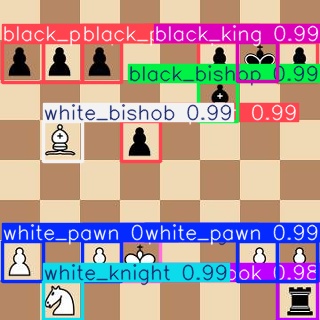 black_p black_p black_king 0.99
black_bishop 0.99
white_bishob 0.99 0.99
white_pawn 0 white_pawn 0.99
white_knight 0.99 ook 0.98